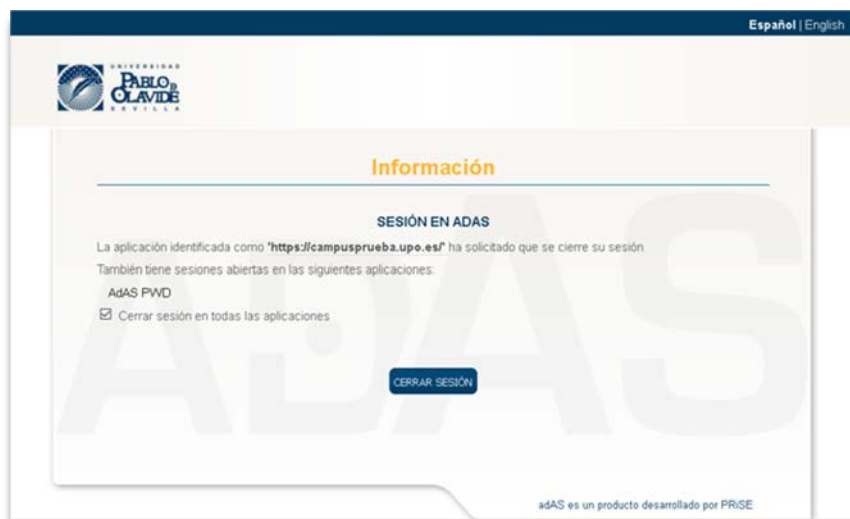 Español | English
UNIVERSIDAD
PABLO DE
OLAVIDE
SEVILLA
Información
SESIÓN EN ADAS
La aplicación identificada como 'https://campusprueba.upo.es/' ha solicitado que se cierre su sesión
También tiene sesiones abiertas en las siguientes aplicaciones:
AdAS PWD
Cerrar sesión en todas las aplicaciones
ADAS
CERRAR SESIÓN
adAS es un producto desarrollado por PRiSE